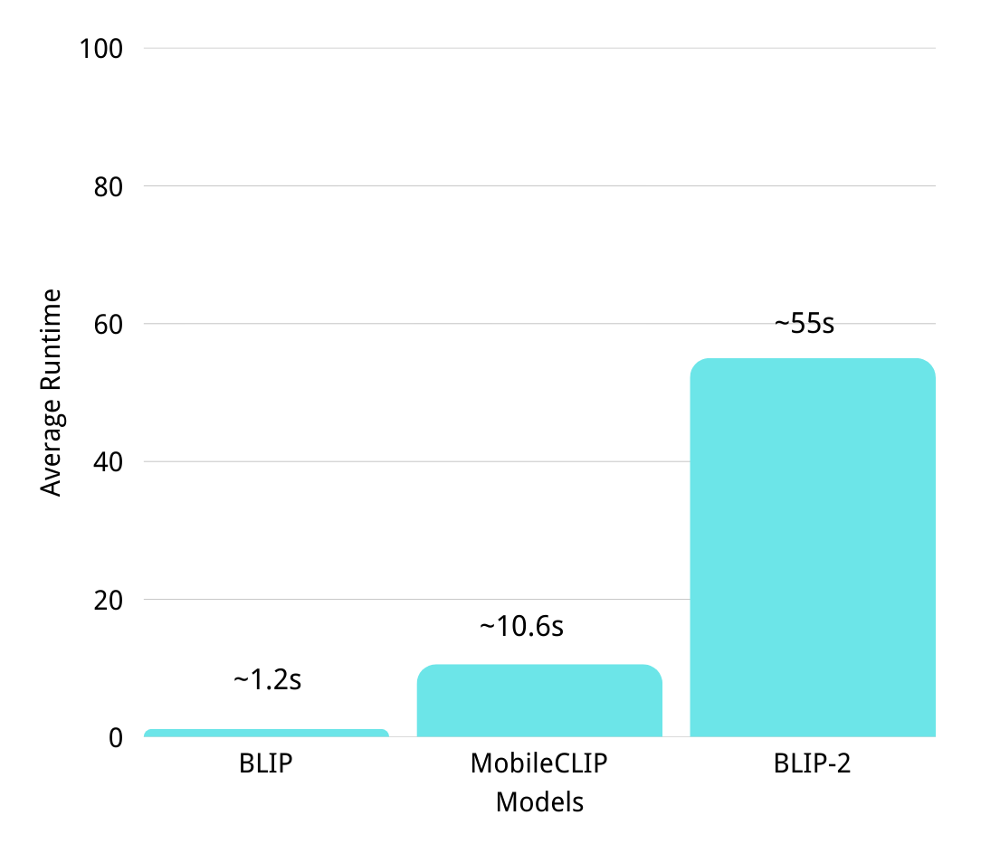 100
80
60
40
20
0
Average Runtime
~1.2s
~10.6s
~55s
BLIP
MobileCLIP
BLIP-2
Models